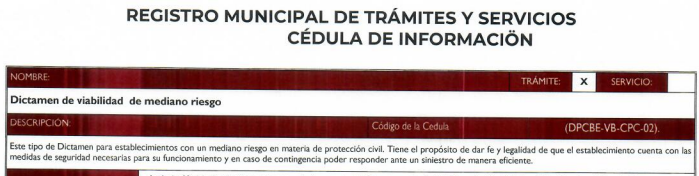 REGISTRO MUNICIPAL DE TRÁMITES Y SERVICIOS
CÉDULA DE INFORMACIÖN
NOMBRE: TRÁMITE: X SERVICIO:
Dictamen de viabilidad de mediano riesgo
DESCRIPCIÓN: Código de la Cedula (DPCBE-VB-CPC-02).
Este tipo de Dictamen para establecimientos con un mediano riesgo en materia de protección civil. Tiene el propósito de dar fe y legalidad de que el establecimiento cuenta con las
medidas de seguridad necesarias para su funcionamiento y en caso de contingencia poder responder ante un siniestro de manera eficiente.